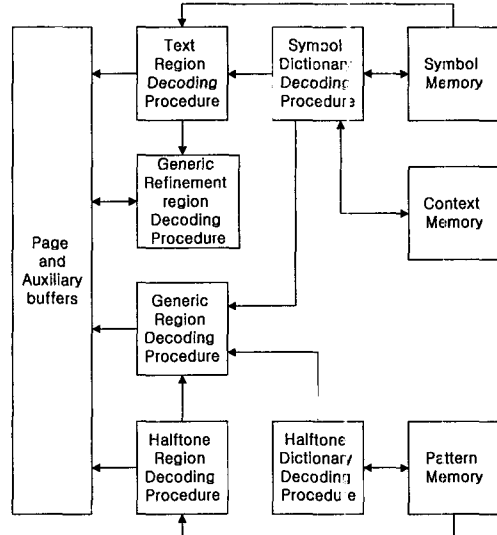 Text
Region
Decoding
Procedure
Symbol
Dictionary
Decoding
Procedure
Symbol
Memory
Generic
Refinement
region
Decoding
Procedure
Context
Memory
Page
and
Auxiliary
buffers
Generic
Region
Decoding
Procedure
Halftone
Region
Decoding
Procedure
Halftone
Dictionary
Decoding
Procedure
Pattern
Memory